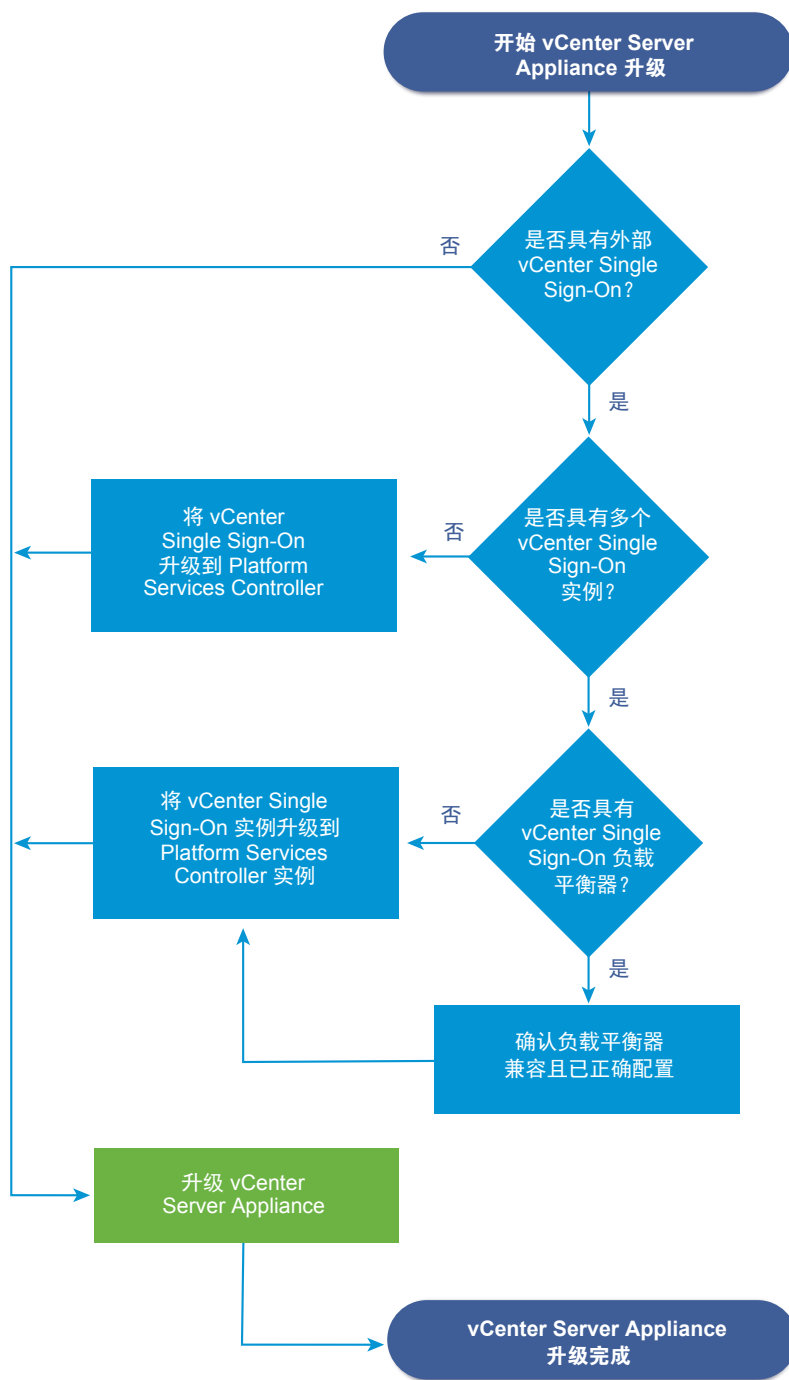 开始 vCenter Server
Appliance 升级
否
是否具有外部
vCenter Single
Sign-On？
是
将 vCenter
Single Sign-On
升级到 Platform
Services Controller
否
是否具有多个
vCenter Single
Sign-On
实例？
是
将 vCenter Single
Sign-On 实例升级到
Platform Services
Controller 实例
否
是否具有
vCenter Single
Sign-On 负载
平衡器？
是
确认负载平衡器
兼容且已正确配置
升级 vCenter
Server Appliance
vCenter Server Appliance
升级完成